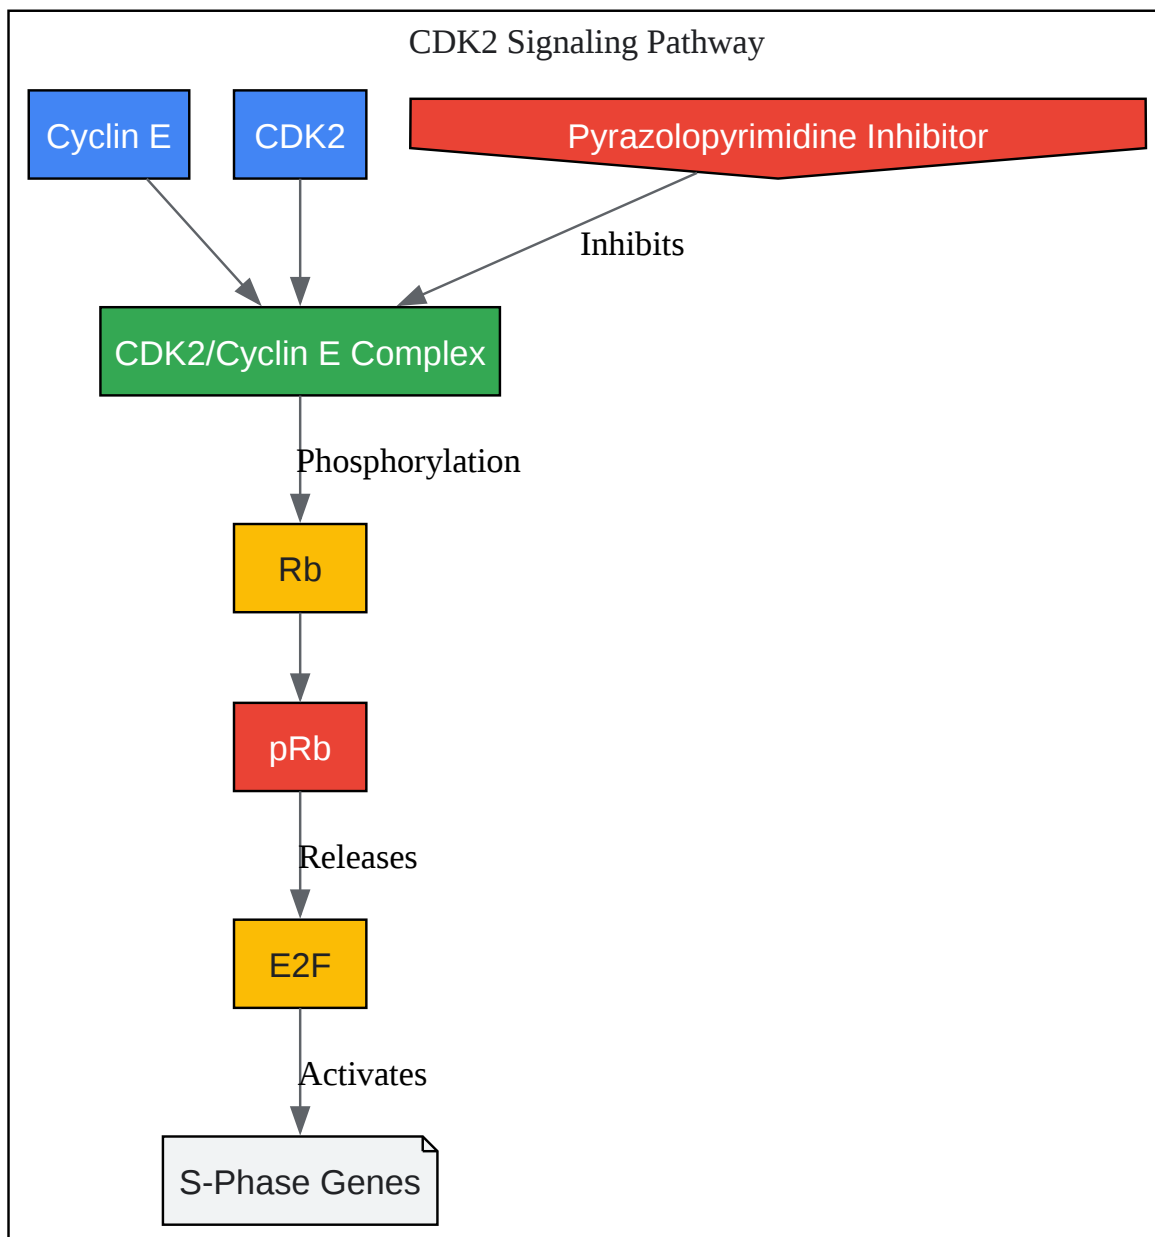 CDK2 Signaling Pathway
Cyclin E
CDK2
Pyrazolopyrimidine Inhibitor
Inhibits
CDK2/Cyclin E Complex
Phosphorylation
Rb
pRb
Releases
E2F
Activates
S-Phase Genes